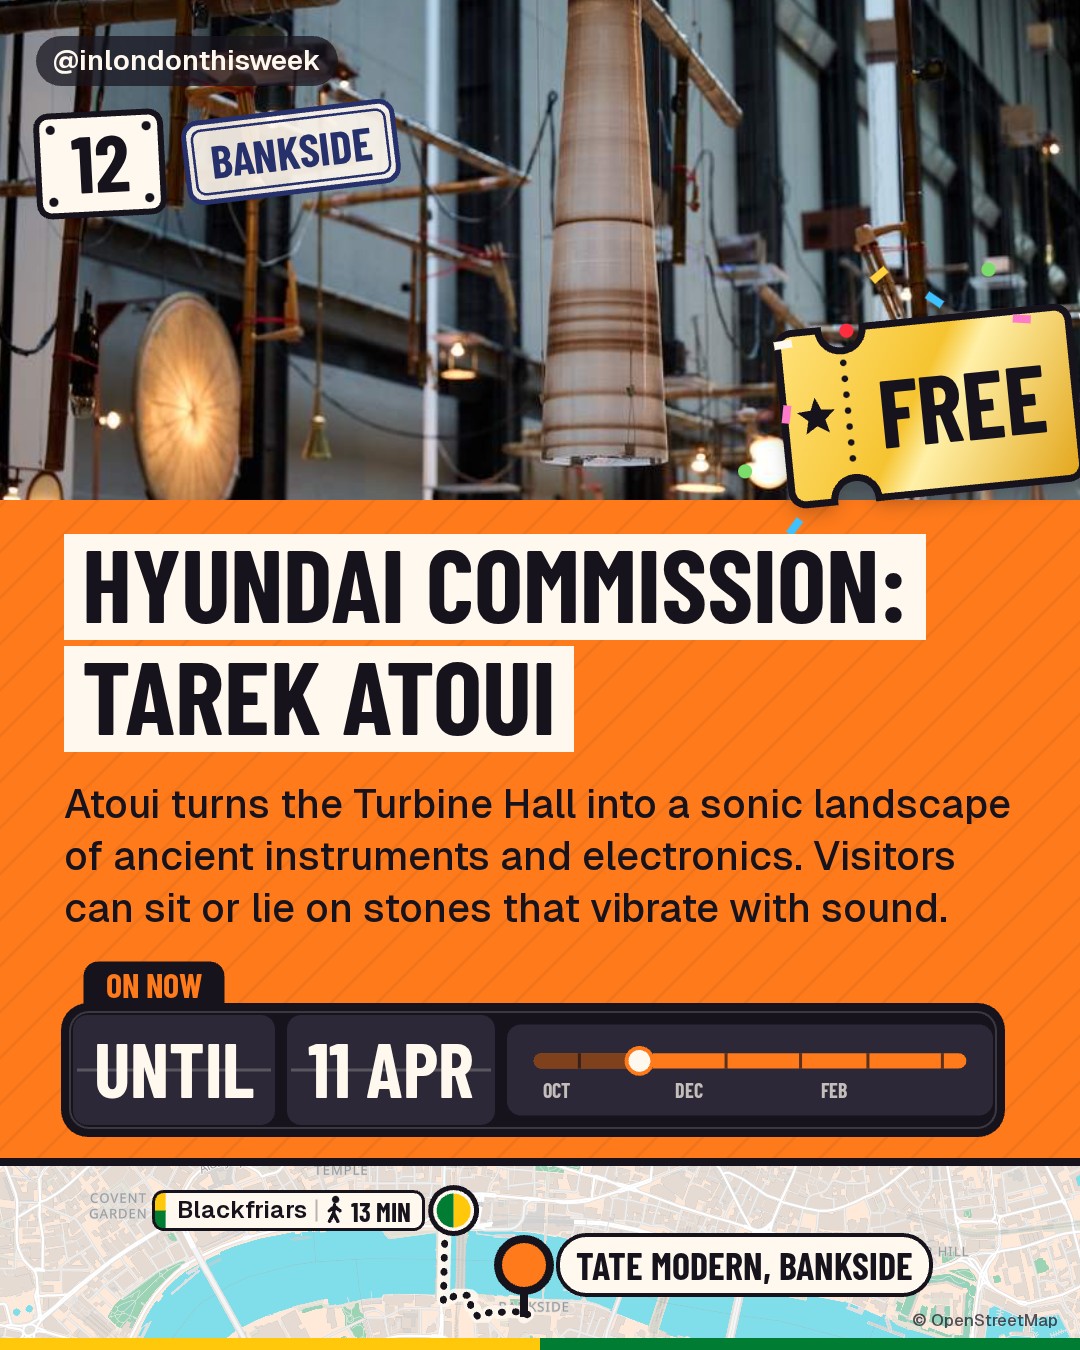 @inlondonthisweek
12
BANKSIDE
FREE
HYUNDAI COMMISSION:
TAREK ATOUI
Atoui turns the Turbine Hall into a sonic landscape
of ancient instruments and electronics. Visitors
can sit or lie on stones that vibrate with sound.
ON NOW
UNTIL 11 APR
OCT DEC FEB
TEMPLE
COVENT
GARDEN
Blackfriars 13 MIN
TATE MODERN, BANKSIDE
HILL
KSIDE
© OpenStreetMap